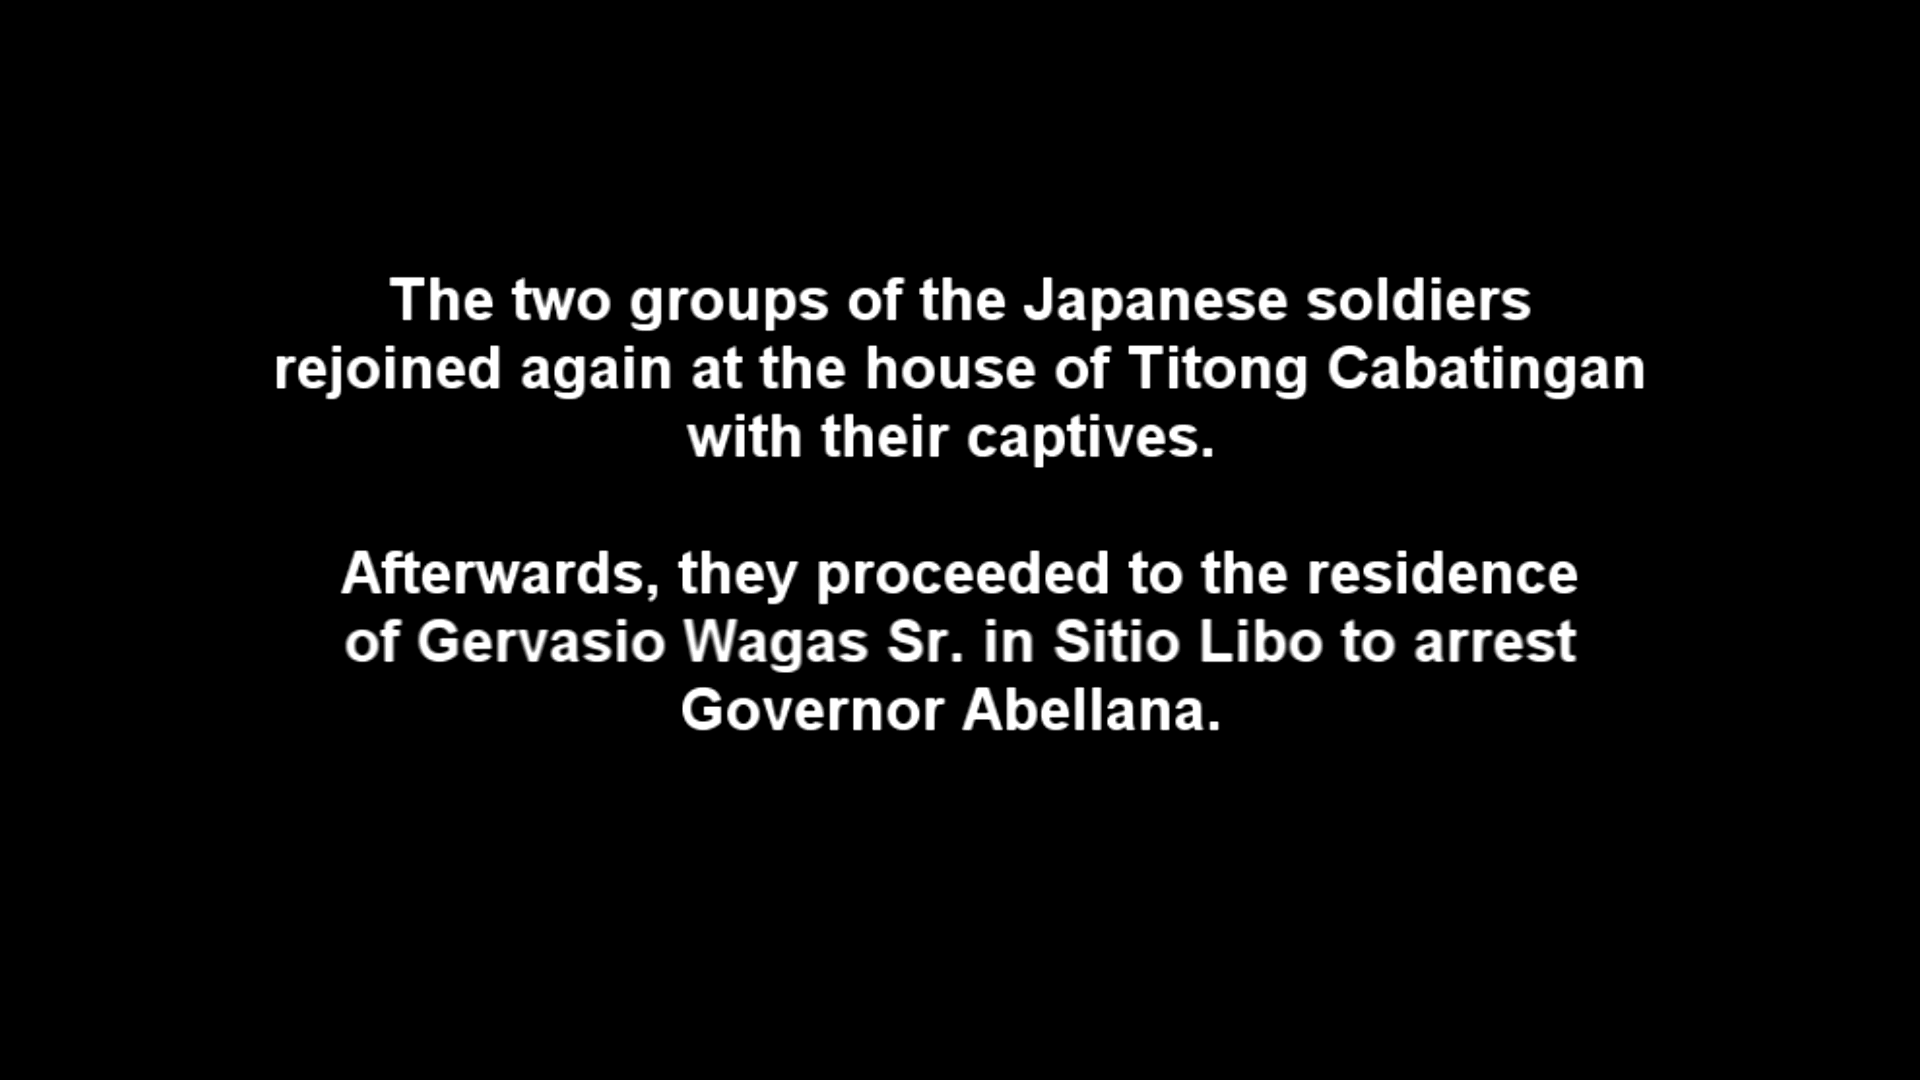 The two groups of the Japanese soldiers
rejoined again at the house of Titong Cabatingan
with their captives.
Afterwards, they proceeded to the residence
of Gervasio Wagas Sr. in Sitio Libo to arrest
Governor Abellana.